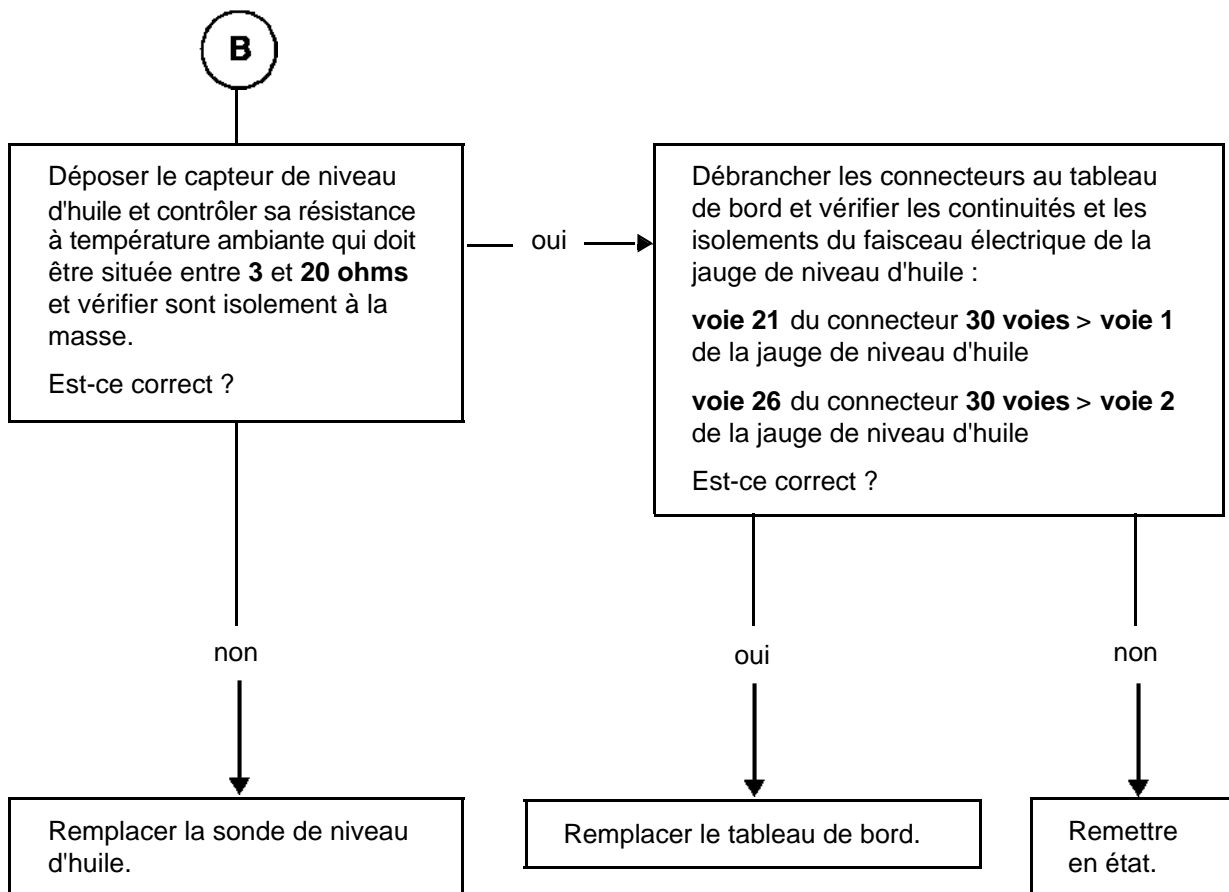 B
Déposer le capteur de niveau
d'huile et contrôler sa résistance
à température ambiante qui doit
être située entre 3 et 20 ohms
et vérifier sont isolement à la
masse.
Est-ce correct ?
oui
Débrancher les connecteurs au tableau
de bord et vérifier les continuités et les
isolements du faisceau électrique de la
jauge de niveau d'huile :
voie 21 du connecteur 30 voies > voie 1
de la jauge de niveau d'huile
voie 26 du connecteur 30 voies > voie 2
de la jauge de niveau d'huile
Est-ce correct ?
non
oui
non
Remplacer la sonde de niveau
d'huile.
Remplacer le tableau de bord.
Remettre
en état.